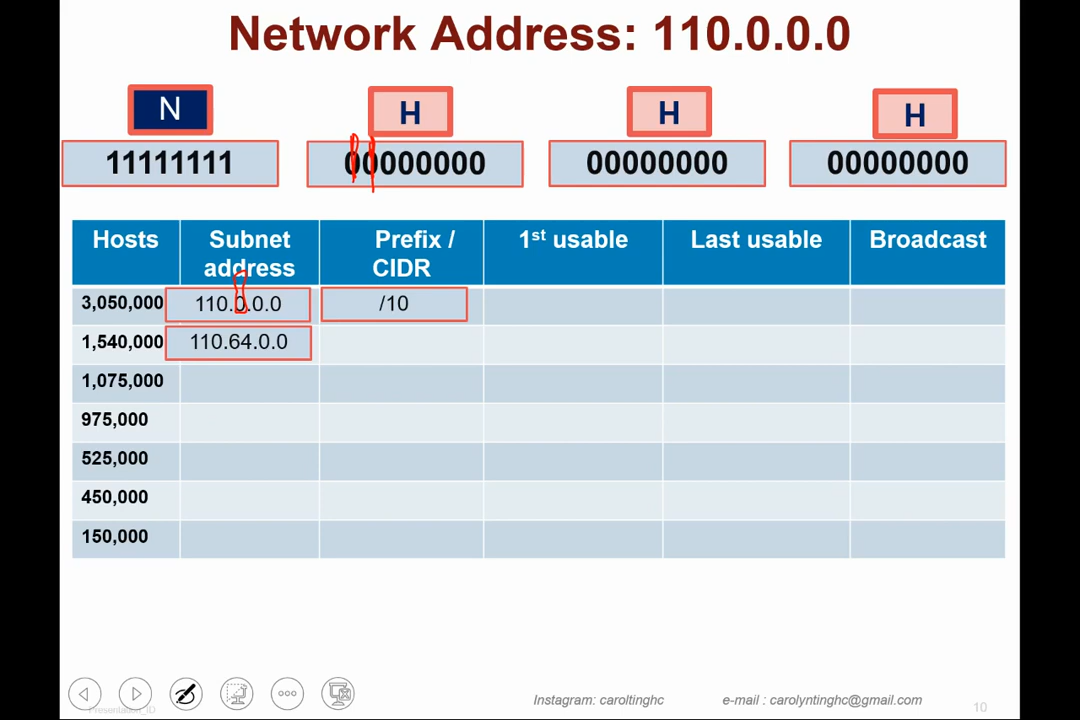 Network Address: 110.0.0.0
N H H H
11111111 00000000 00000000 00000000
Hosts Subnet address Prefix / CIDR 1st usable Last usable Broadcast
3,050,000 110.0.0.0 /10
1,540,000 110.64.0.0
1,075,000
975,000
525,000
450,000
150,000
Instagram: caroltinghc e-mail : carolyntinghc@gmail.com
Presentation_ID 10